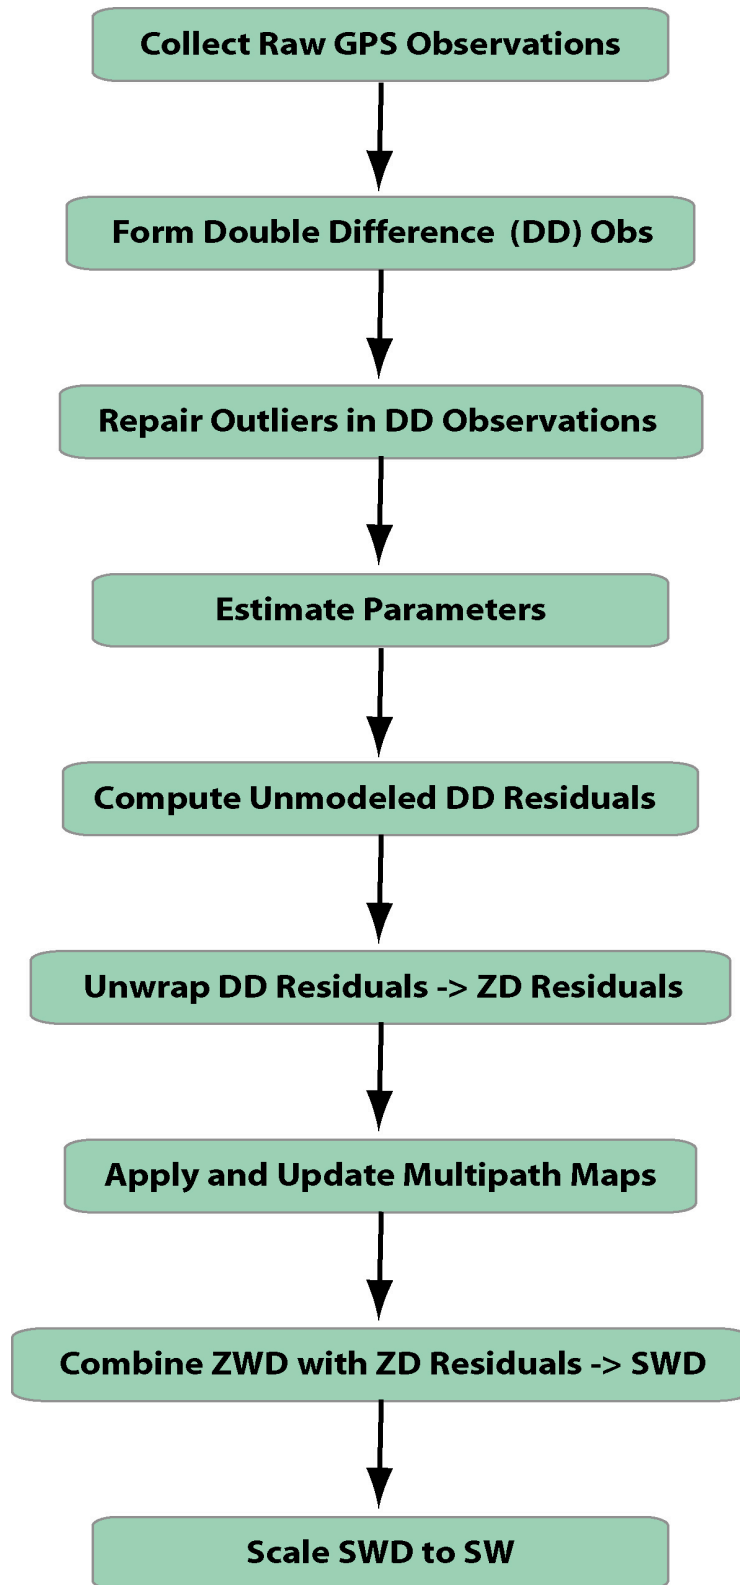 Collect Raw GPS Observations
Form Double Difference (DD) Obs
Repair Outliers in DD Observations
Estimate Parameters
Compute Unmodeled DD Residuals
Unwrap DD Residuals -> ZD Residuals
Apply and Update Multipath Maps
Combine ZWD with ZD Residuals -> SWD
Scale SWD to SW